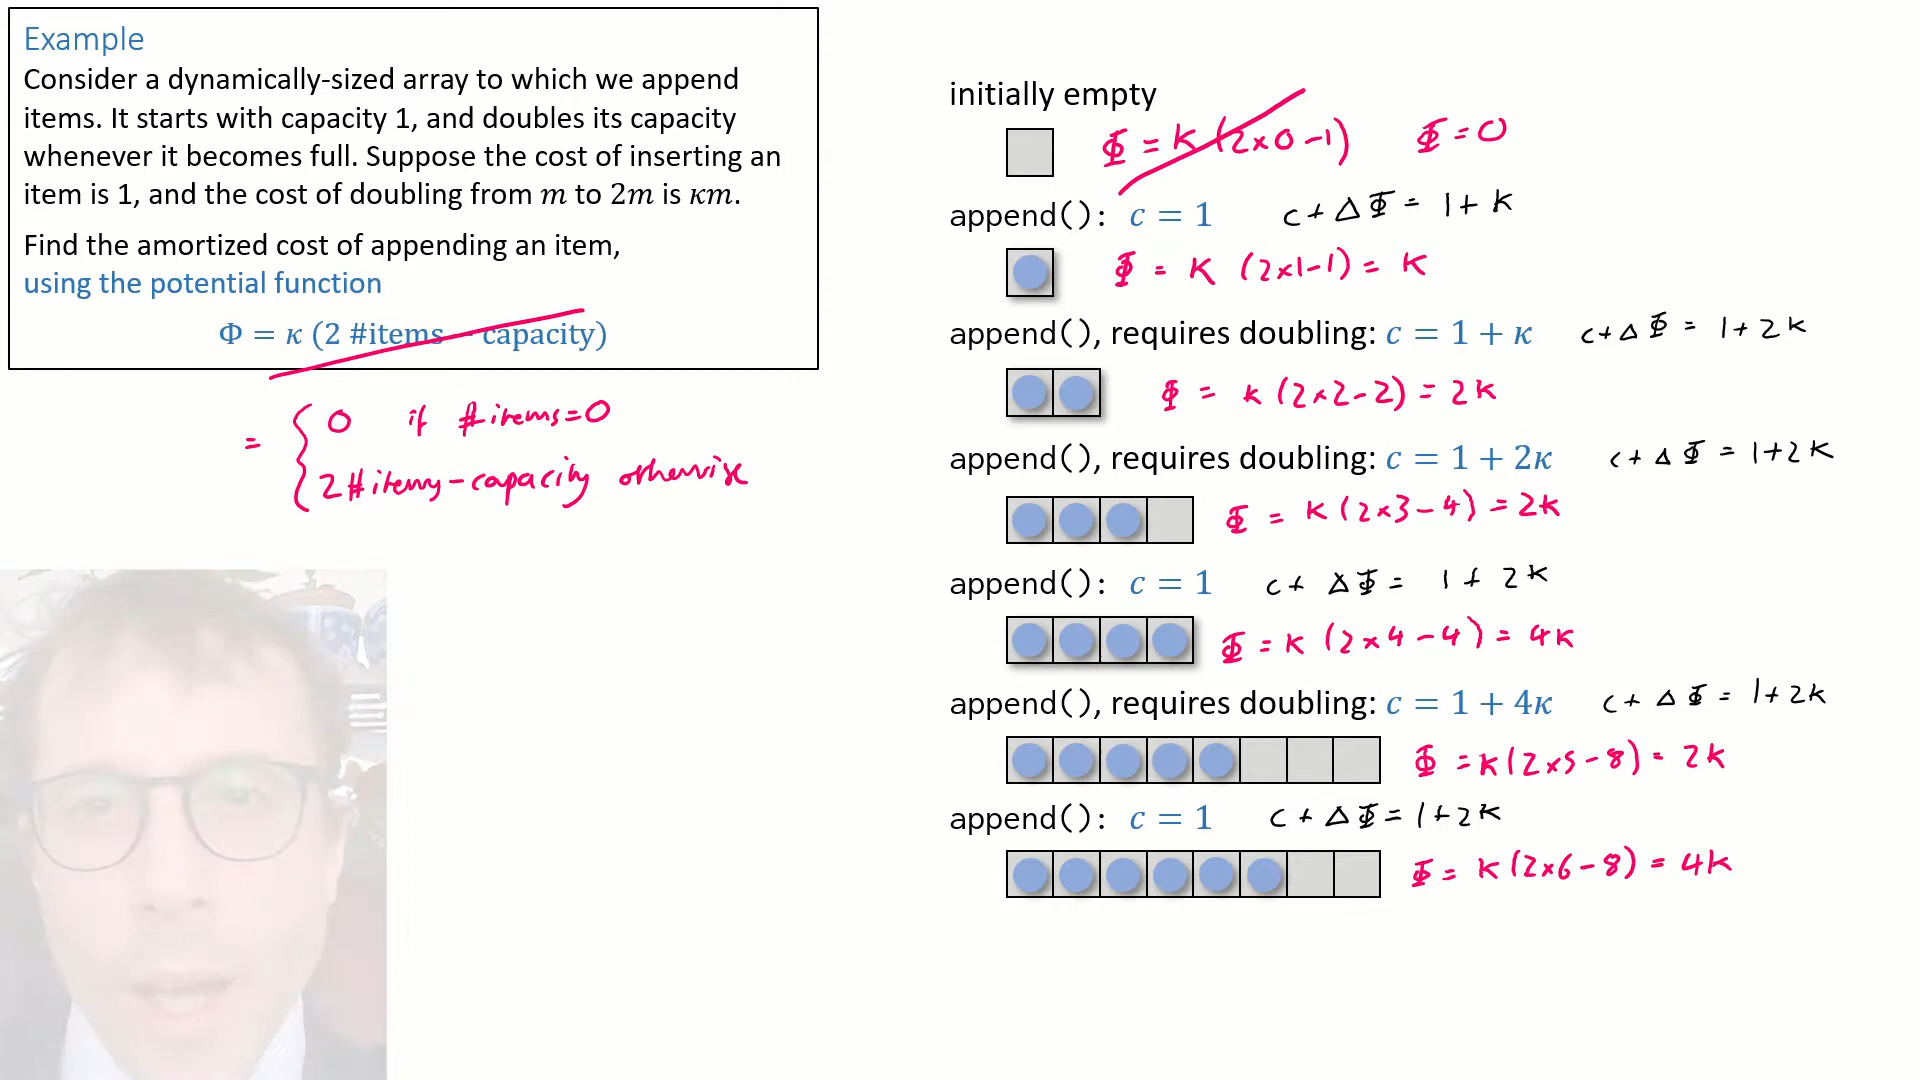 Example
Consider a dynamically-sized array to which we append
items. It starts with capacity 1, and doubles its capacity
whenever it becomes full. Suppose the cost of inserting an
item is 1, and the cost of doubling from m to 2m is κm.
Find the amortized cost of appending an item,
using the potential function
Φ = κ (2 #items − capacity)
= { 0 if #items=0
2#items-capacity otherwise
initially empty
Φ = κ (2×0-1) Φ=0
append(): c = 1 c+ΔΦ = 1+κ
Φ = κ (2×1-1) = κ
append(), requires doubling: c = 1 + κ c+ΔΦ = 1+2κ
Φ = κ(2×2-2) = 2κ
append(), requires doubling: c = 1 + 2κ c+ΔΦ = 1+2κ
Φ = κ(2×3-4) = 2κ
append(): c = 1 c+ΔΦ = 1+2κ
Φ = κ(2×4-4) = 4κ
append(), requires doubling: c = 1 + 4κ c+ΔΦ = 1+2κ
Φ = κ(2×5-8) = 2κ
append(): c = 1 c+ΔΦ = 1+2κ
Φ = κ(2×6-8) = 4κ